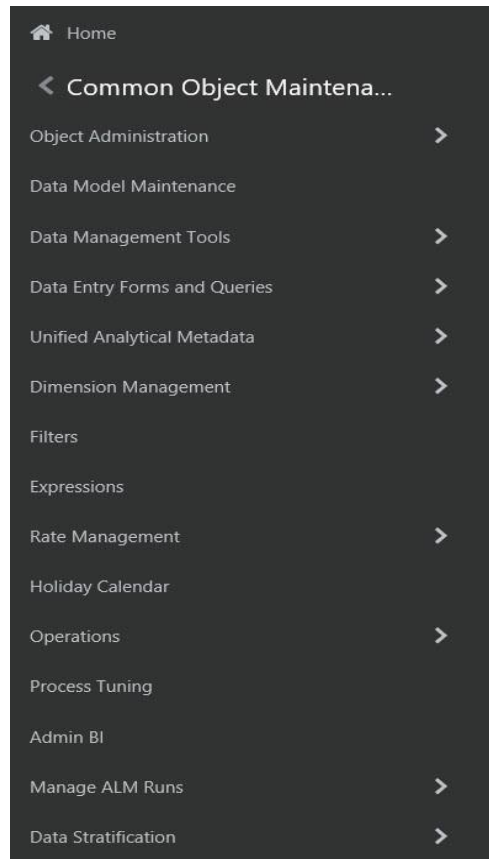 Home
Common Object Maintena...
Object Administration
Data Model Maintenance
Data Management Tools
Data Entry Forms and Queries
Unified Analytical Metadata
Dimension Management
Filters
Expressions
Rate Management
Holiday Calendar
Operations
Process Tuning
Admin BI
Manage ALM Runs
Data Stratification